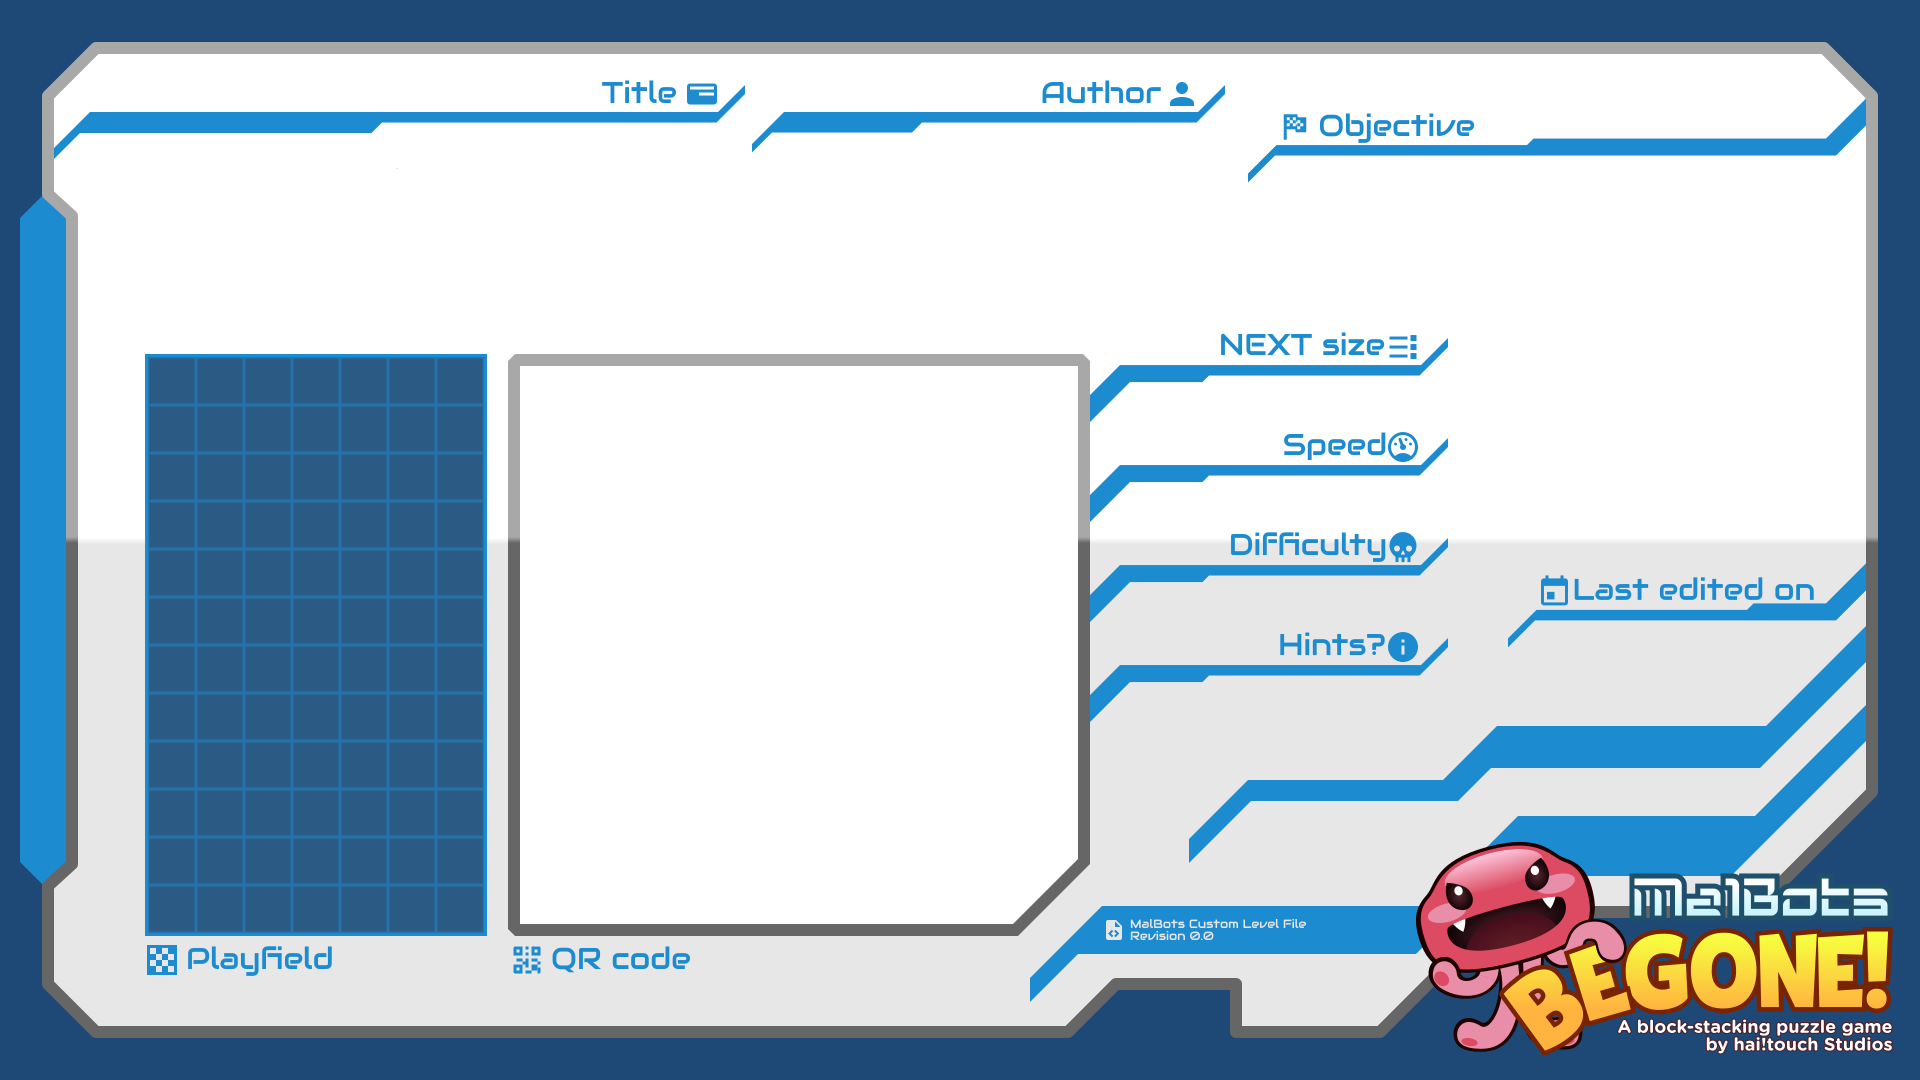 Title
Author
Objective
NEXT size
Speed
Difficulty
Last edited on
Hints?
MalBots Custom Level File
Revision 0.0
Playfield
QR code
MalBots
BEGONE!
A block-stacking puzzle game
by hai!touch Studios